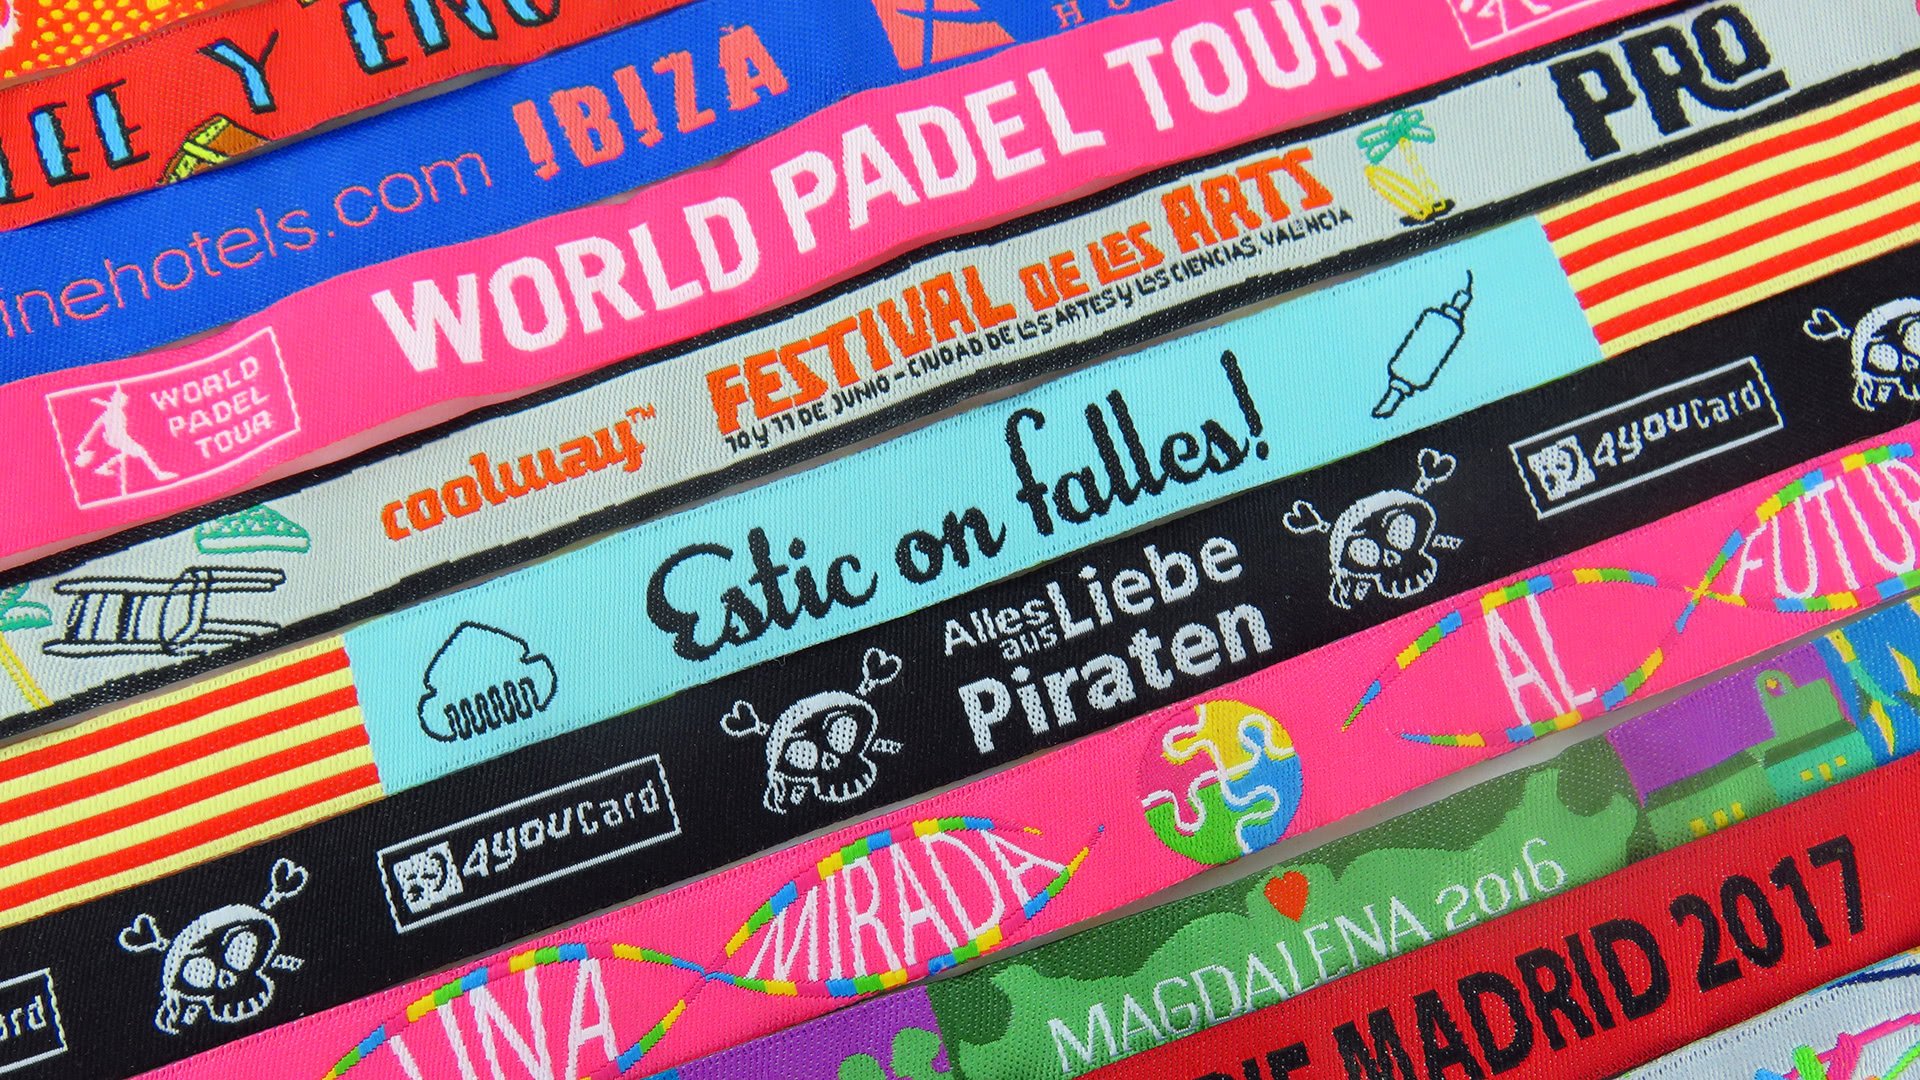 Y
inehotels.com IBIZA
WORLD PADEL TOUR
WORLD
PADEL
TOUR
coolway™
FESTIVAL DE LES ARTS
10 Y 11 DE JUNIO - CIUDAD DE LAS ARTES Y LAS CIENCIAS, VALENCIA
PRO
Estic on falles!
4youCard
Alles aus Liebe
Piraten
4youCard
UNA MIRADA AL FUTUR
MAGDALENA 2016
MADRID 2017